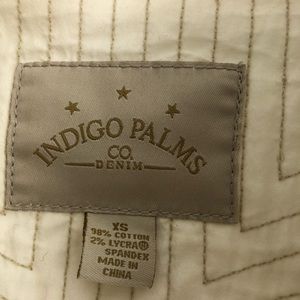 INDIGO PALMS
CO.
DENIM
XS
98% COTTON
2% LYCRA®
SPANDEX
MADE IN
CHINA